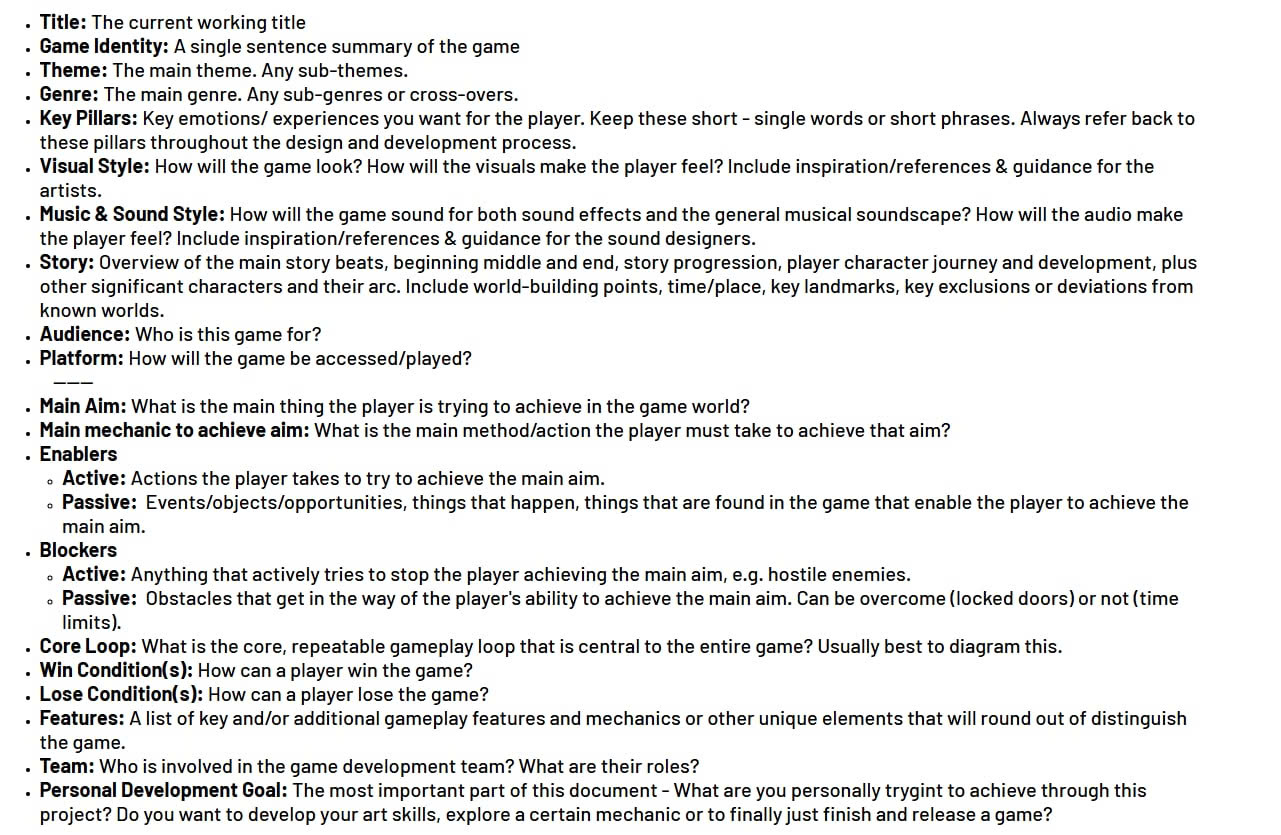 • Title: The current working title
• Game Identity: A single sentence summary of the game
• Theme: The main theme. Any sub-themes.
• Genre: The main genre. Any sub-genres or cross-overs.
• Key Pillars: Key emotions/ experiences you want for the player. Keep these short - single words or short phrases. Always refer back to
these pillars throughout the design and development process.
• Visual Style: How will the game look? How will the visuals make the player feel? Include inspiration/references & guidance for the
artists.
• Music & Sound Style: How will the game sound for both sound effects and the general musical soundscape? How will the audio make
the player feel? Include inspiration/references & guidance for the sound designers.
• Story: Overview of the main story beats, beginning middle and end, story progression, player character journey and development, plus
other significant characters and their arc. Include world-building points, time/place, key landmarks, key exclusions or deviations from
known worlds.
• Audience: Who is this game for?
• Platform: How will the game be accessed/played?
———
• Main Aim: What is the main thing the player is trying to achieve in the game world?
• Main mechanic to achieve aim: What is the main method/action the player must take to achieve that aim?
• Enablers
◦ Active: Actions the player takes to try to achieve the main aim.
◦ Passive: Events/objects/opportunities, things that happen, things that are found in the game that enable the player to achieve the
main aim.
• Blockers
◦ Active: Anything that actively tries to stop the player achieving the main aim, e.g. hostile enemies.
◦ Passive: Obstacles that get in the way of the player's ability to achieve the main aim. Can be overcome (locked doors) or not (time
limits).
• Core Loop: What is the core, repeatable gameplay loop that is central to the entire game? Usually best to diagram this.
• Win Condition(s): How can a player win the game?
• Lose Condition(s): How can a player lose the game?
• Features: A list of key and/or additional gameplay features and mechanics or other unique elements that will round out of distinguish
the game.
• Team: Who is involved in the game development team? What are their roles?
• Personal Development Goal: The most important part of this document - What are you personally trygint to achieve through this
project? Do you want to develop your art skills, explore a certain mechanic or to finally just finish and release a game?